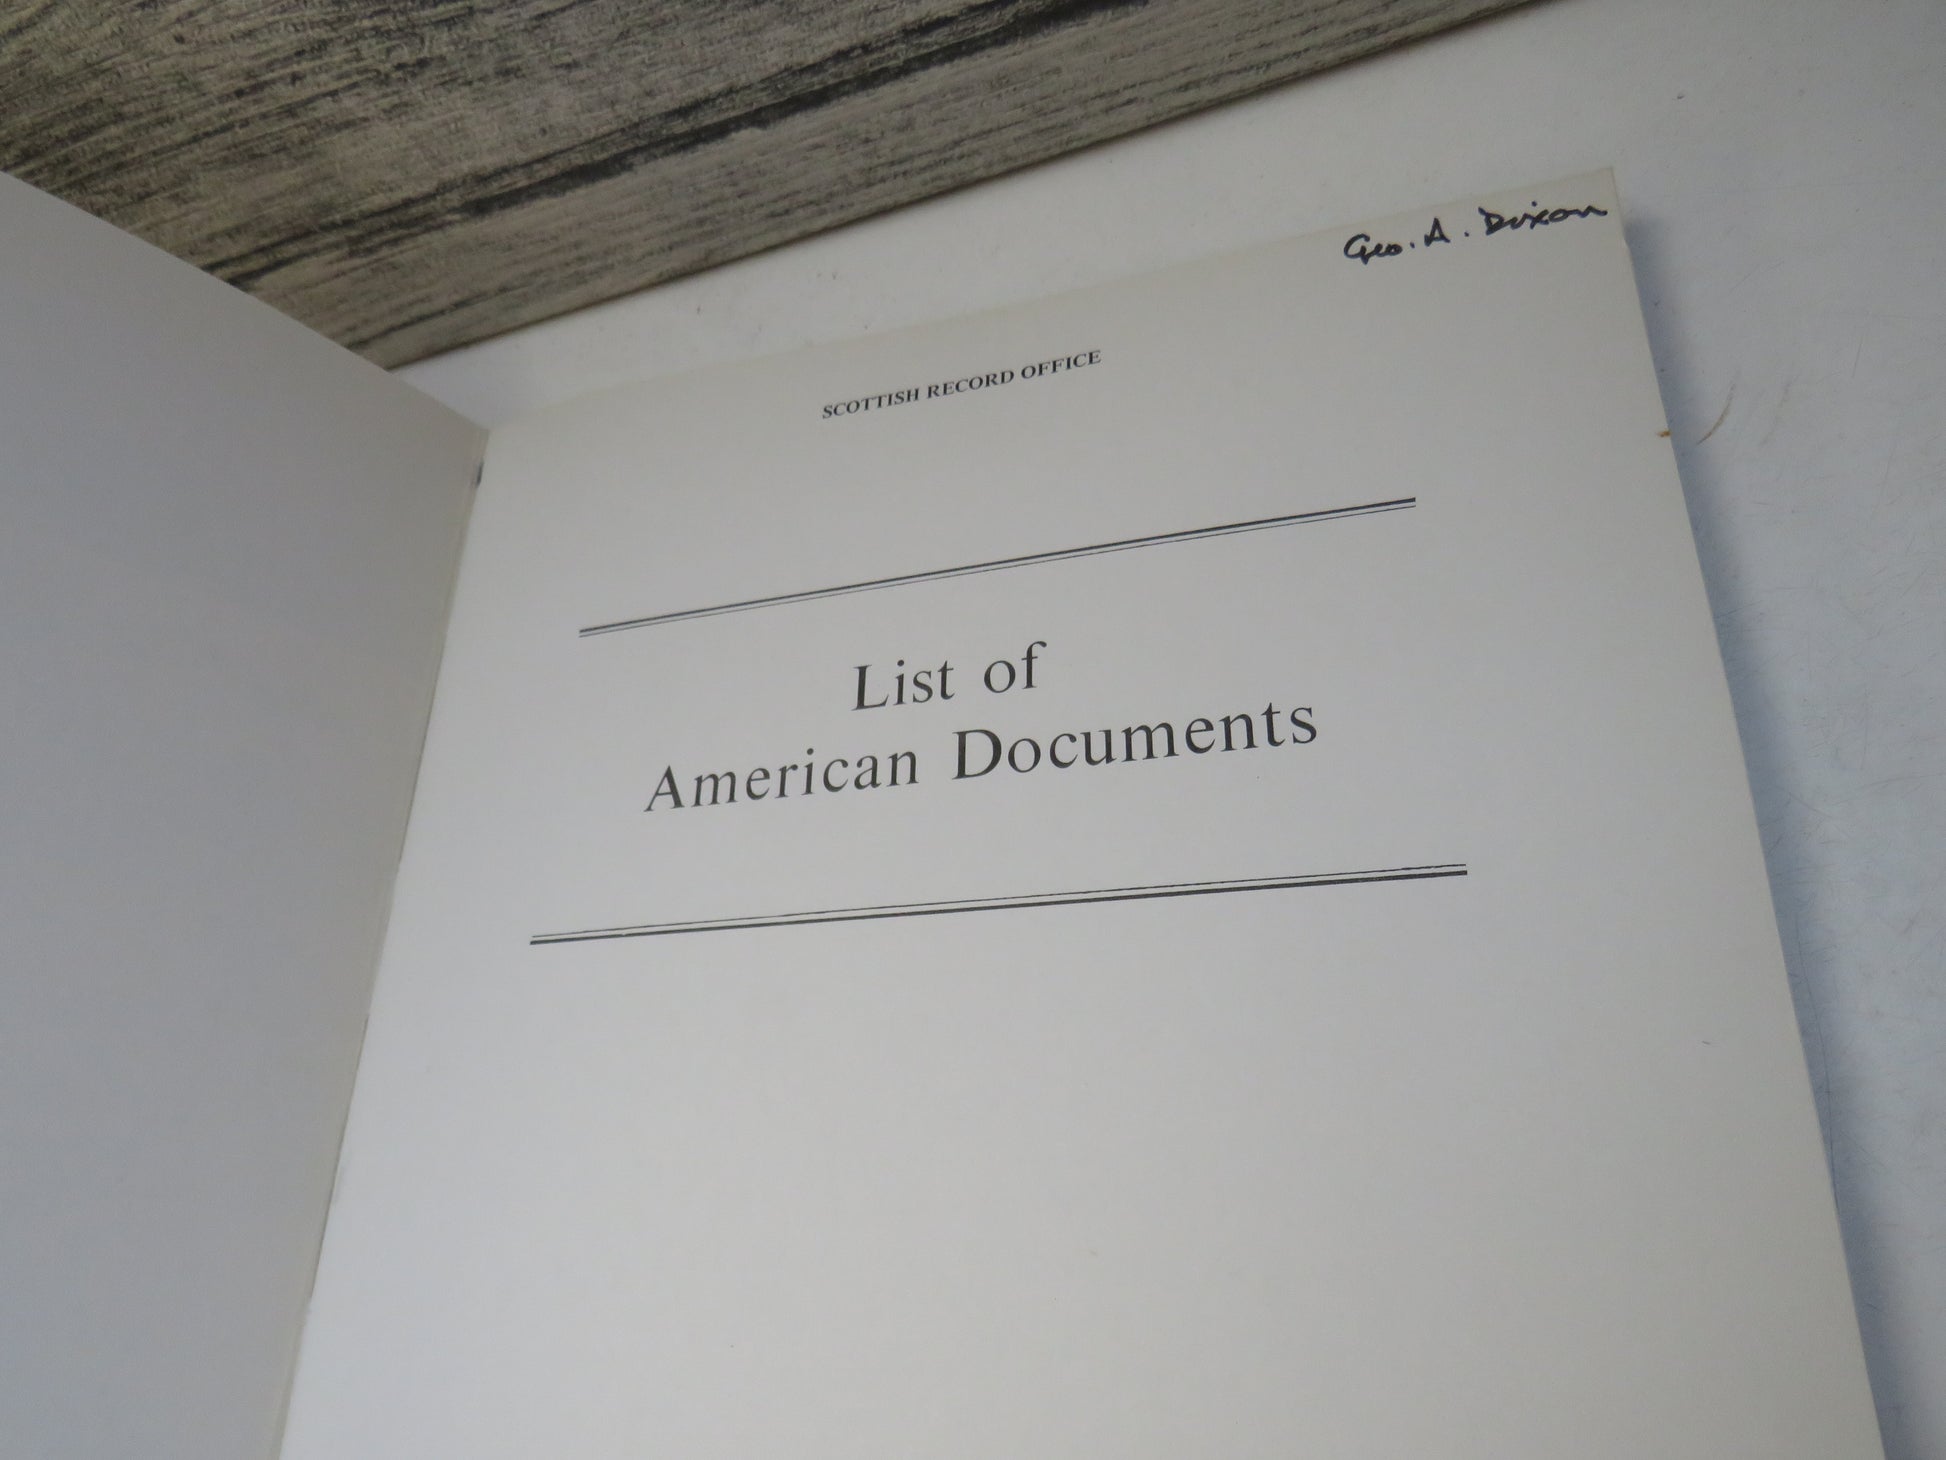 Geo. A. Dixon
SCOTTISH RECORD OFFICE
List of
American Documents